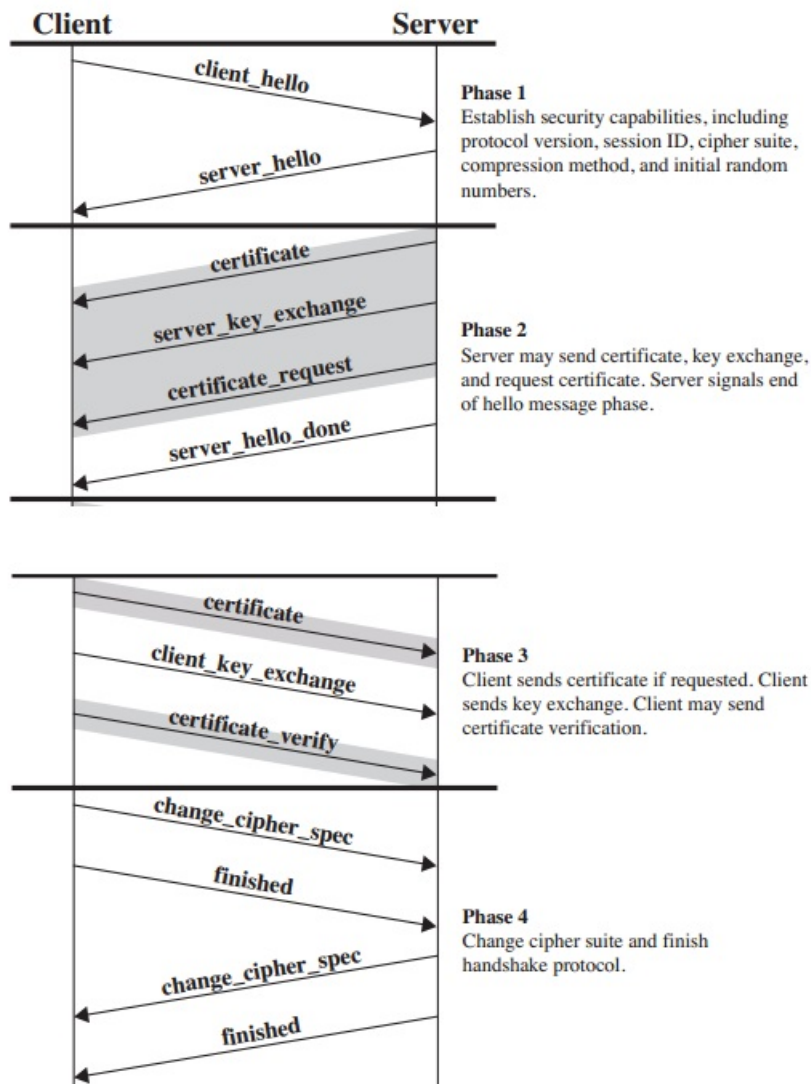 Client
Server
client_hello
server_hello
Phase 1
Establish security capabilities, including
protocol version, session ID, cipher suite,
compression method, and initial random
numbers.
certificate
server_key_exchange
certificate_request
server_hello_done
Phase 2
Server may send certificate, key exchange,
and request certificate. Server signals end
of hello message phase.
certificate
client_key_exchange
certificate_verify
Phase 3
Client sends certificate if requested. Client
sends key exchange. Client may send
certificate verification.
change_cipher_spec
finished
change_cipher_spec
finished
Phase 4
Change cipher suite and finish
handshake protocol.